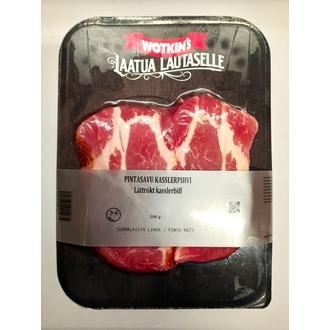 WOTKIN'S
LAATUA LAUTASELLE
PINTASAVU KASSLERPIHVI
Lättrökt kasslerbiff
300 g
SUOMALAISTA LIHAA / FINSK KÖTT